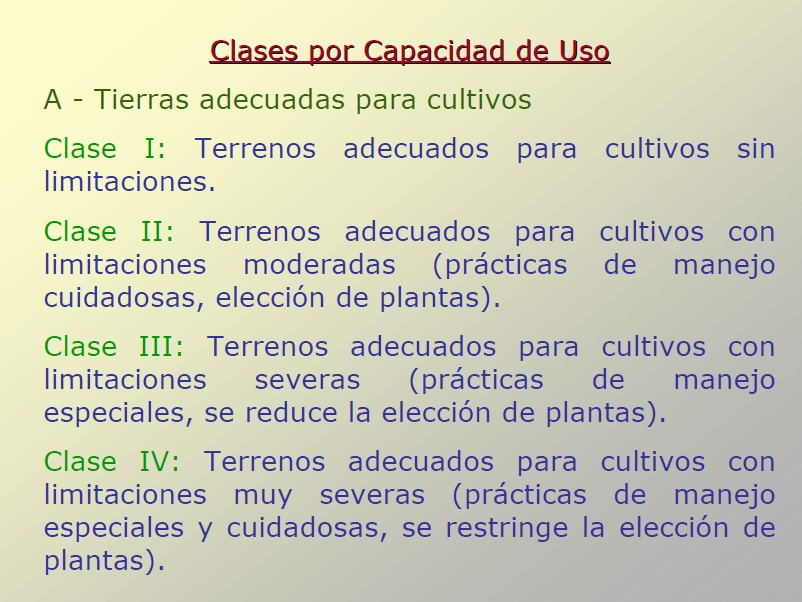 Clases por Capacidad de Uso
A - Tierras adecuadas para cultivos
Clase I: Terrenos adecuados para cultivos sin
limitaciones.
Clase II: Terrenos adecuados para cultivos con
limitaciones moderadas (prácticas de manejo
cuidadosas, elección de plantas).
Clase III: Terrenos adecuados para cultivos con
limitaciones severas (prácticas de manejo
especiales, se reduce la elección de plantas).
Clase IV: Terrenos adecuados para cultivos con
limitaciones muy severas (prácticas de manejo
especiales y cuidadosas, se restringe la elección de
plantas).